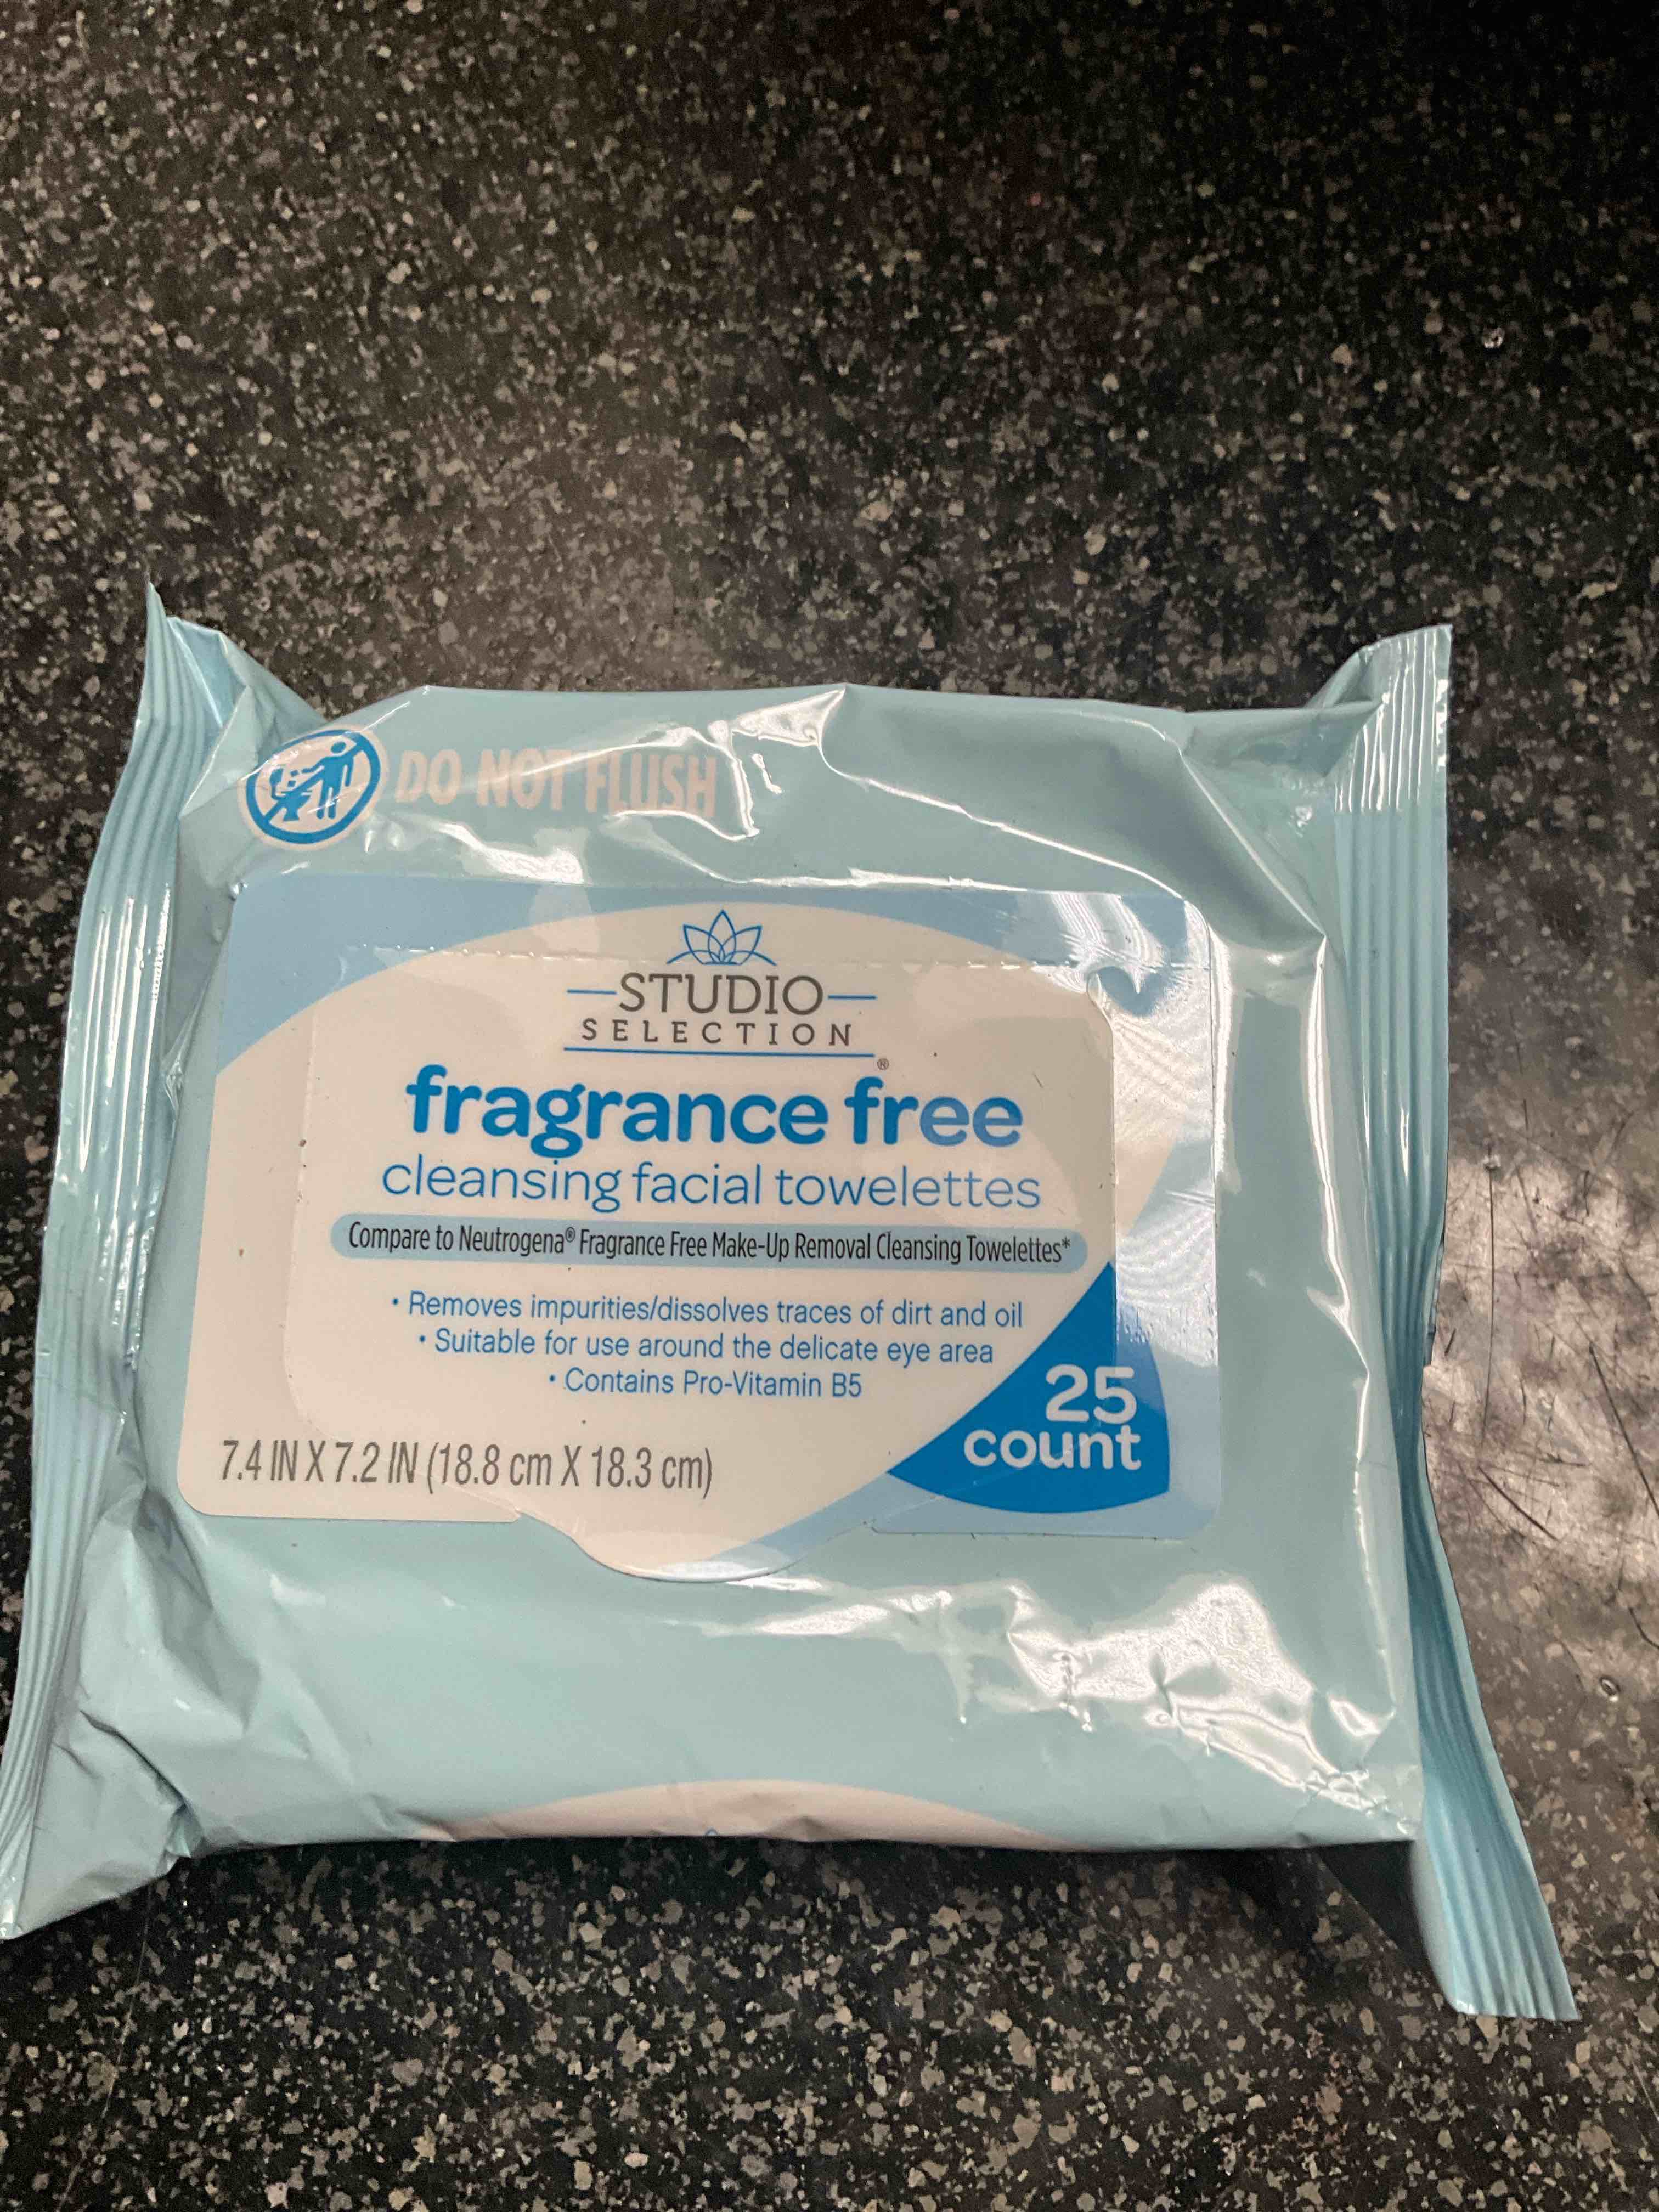 DO NOT FLUSH
STUDIO
SELECTION®
fragrance free
cleansing facial towelettes
Compare to Neutrogena® Fragrance Free Make-Up Removal Cleansing Towelettes*
• Removes impurities/dissolves traces of dirt and oil
• Suitable for use around the delicate eye area
• Contains Pro-Vitamin B5
25
count
7.4 IN X 7.2 IN (18.8 cm X 18.3 cm)